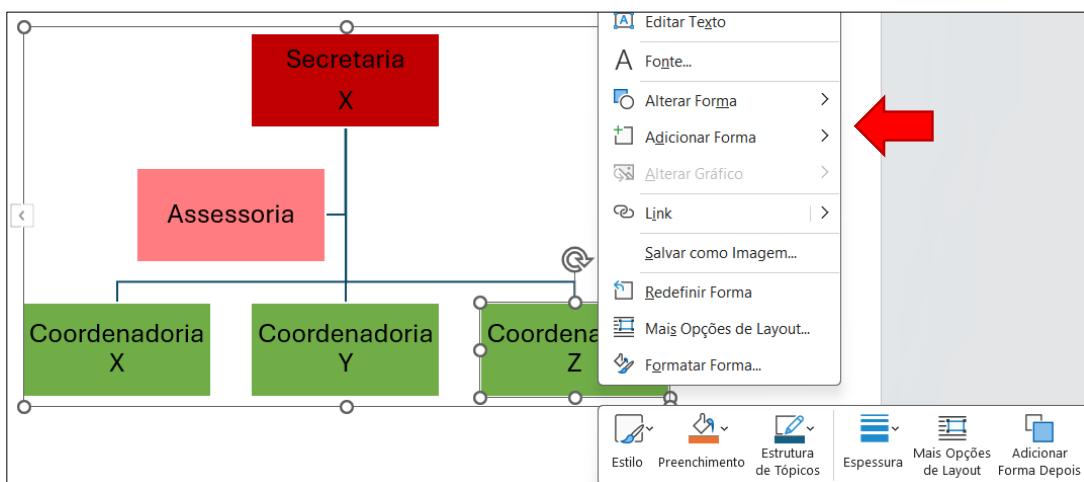 Secretaria
X
Assessoria
Coordenadoria
X
Coordenadoria
Y
Coordena
Z
Editar Texto
Fonte...
Alterar Forma
Adicionar Forma
Alterar Gráfico
Link
Salvar como Imagem...
Redefinir Forma
Mais Opções de Layout...
Formatar Forma...
Estilo
Preenchimento
Estrutura
de Tópicos
Espessura
Mais Opções
de Layout
Adicionar
Forma Depois